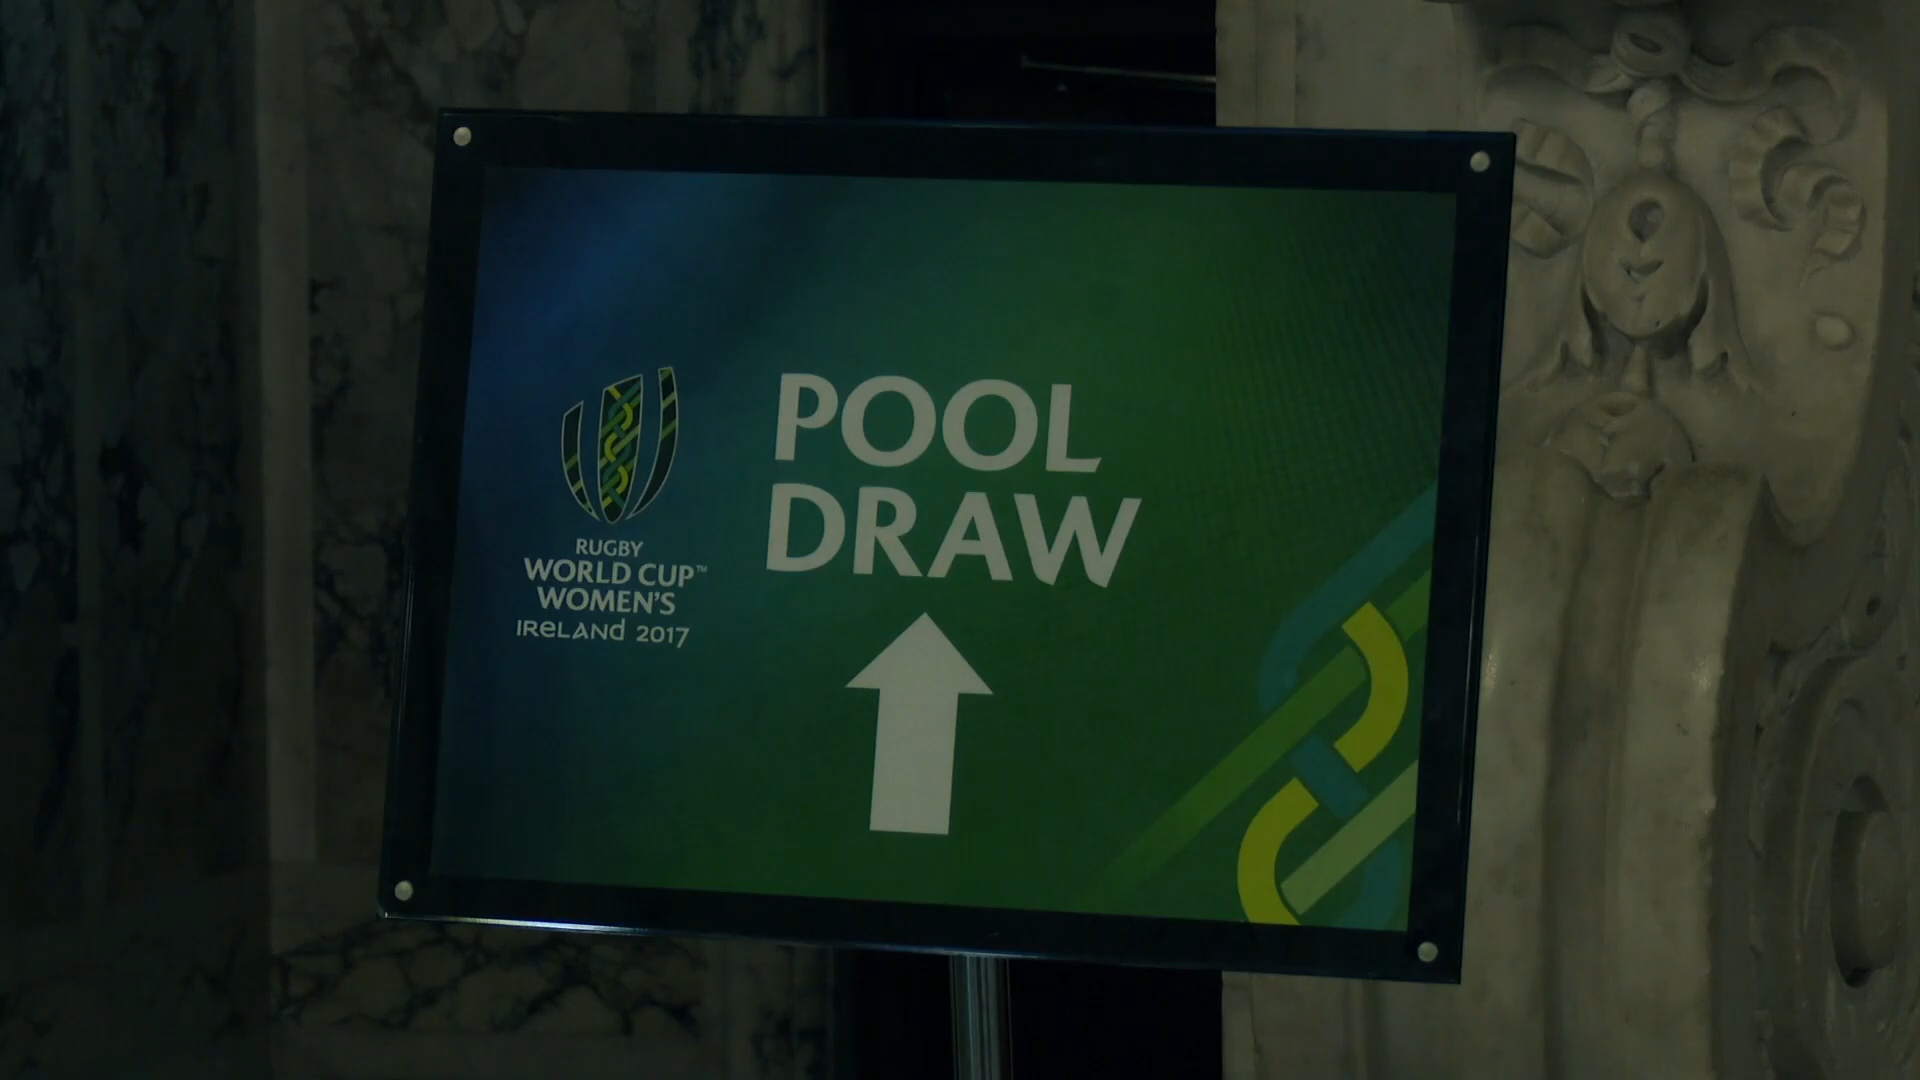 POOL
DRAW
RUGBY
WORLD CUP™
WOMEN'S
IRELAND 2017